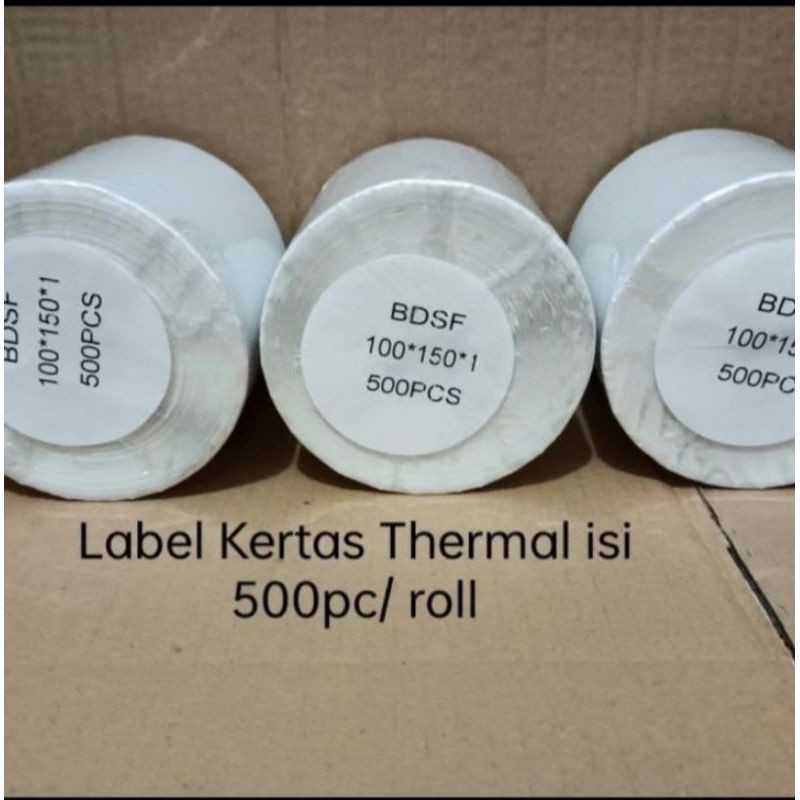 BDSF
100*150*1
500PCS
BDSF
100*150*1
500PCS
Label Kertas Thermal isi
500pc/ roll